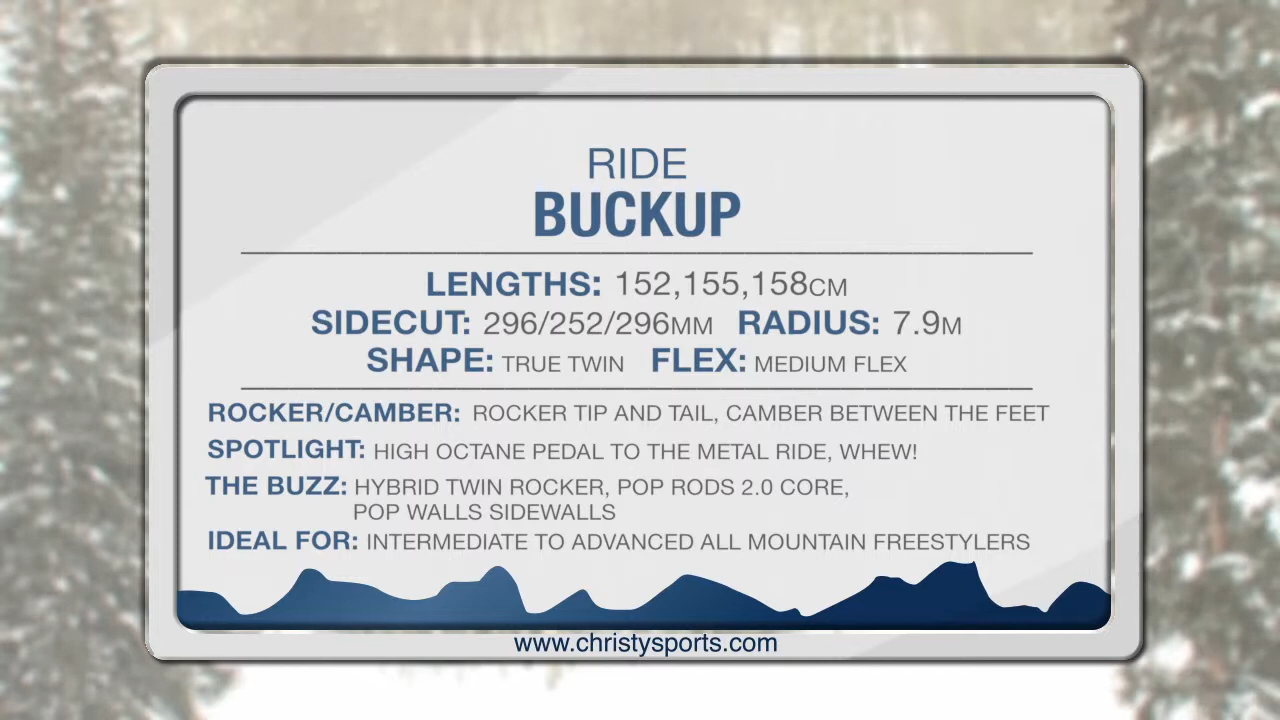 RIDE
BUCKUP
LENGTHS: 152,155,158CM
SIDECUT: 296/252/296MM RADIUS: 7.9M
SHAPE: TRUE TWIN FLEX: MEDIUM FLEX
ROCKER/CAMBER: ROCKER TIP AND TAIL, CAMBER BETWEEN THE FEET
SPOTLIGHT: HIGH OCTANE PEDAL TO THE METAL RIDE, WHEW!
THE BUZZ: HYBRID TWIN ROCKER, POP RODS 2.0 CORE,
POP WALLS SIDEWALLS
IDEAL FOR: INTERMEDIATE TO ADVANCED ALL MOUNTAIN FREESTYLERS
www.christysports.com